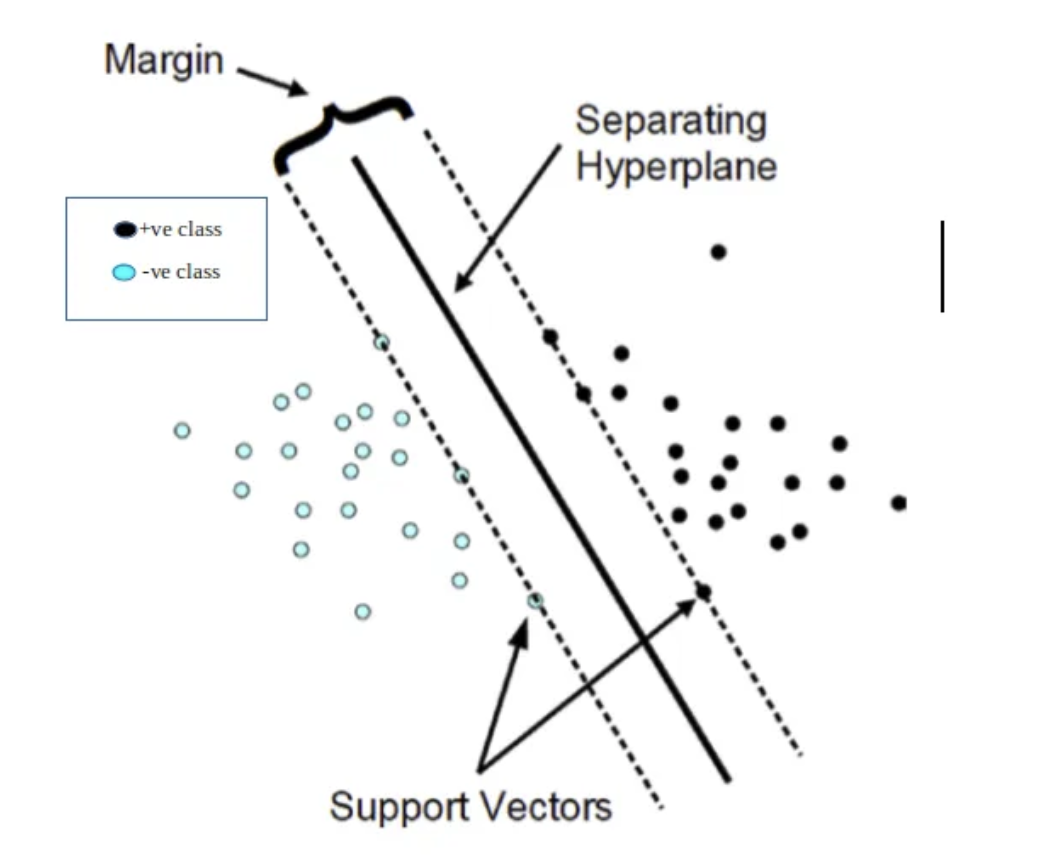 Margin
Separating
Hyperplane
+ve class
-ve class
Support Vectors